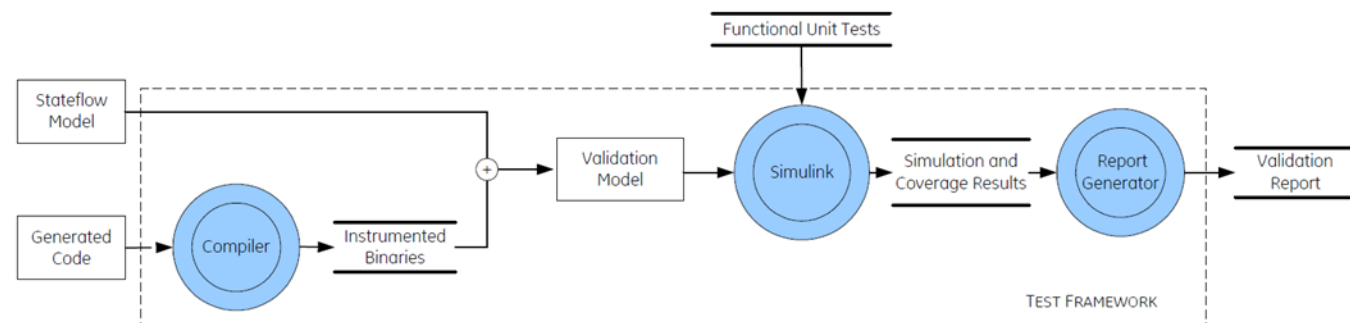 Functional Unit Tests
Stateflow
Model
Validation
Model
Simulink
Simulation and
Coverage Results
Report
Generator
Validation
Report
Generated
Code
Compiler
Instrumented
Binaries
+
TEST FRAMEWORK